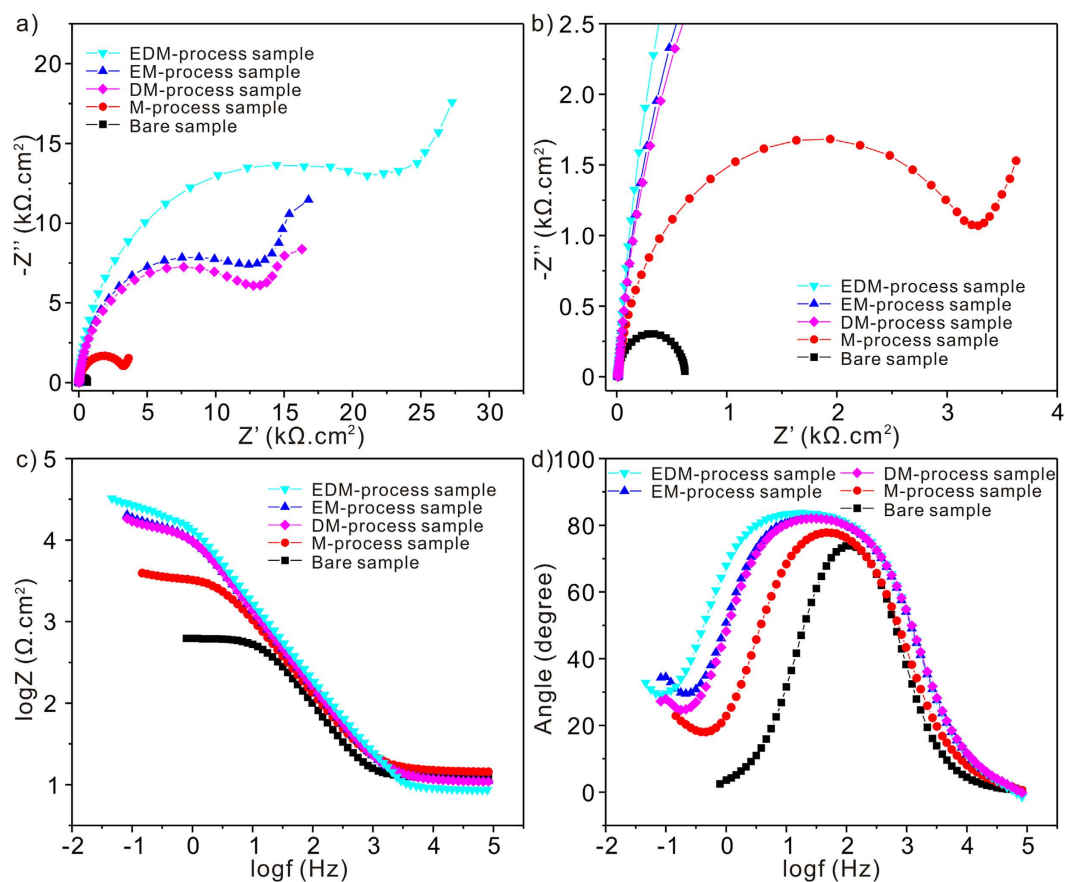 a)
25
20
15
10
5
0
-Z'' (kΩ.cm²)
EDM-process sample
EM-process sample
DM-process sample
M-process sample
Bare sample
0 5 10 15 20 25 30
Z' (kΩ.cm²)
b)
2.5
2.0
1.5
1.0
0.5
0.0
-Z'' (kΩ.cm²)
EDM-process sample
EM-process sample
DM-process sample
M-process sample
Bare sample
0 1 2 3 4
Z' (kΩ.cm²)
c)
5
4
3
2
1
logZ (Ω.cm²)
EDM-process sample
EM-process sample
DM-process sample
M-process sample
Bare sample
-2 -1 0 1 2 3 4 5
logf (Hz)
d)
100
80
60
40
20
0
Angle (degree)
EDM-process sample
EM-process sample
DM-process sample
M-process sample
Bare sample
-2 -1 0 1 2 3 4 5
logf (Hz)